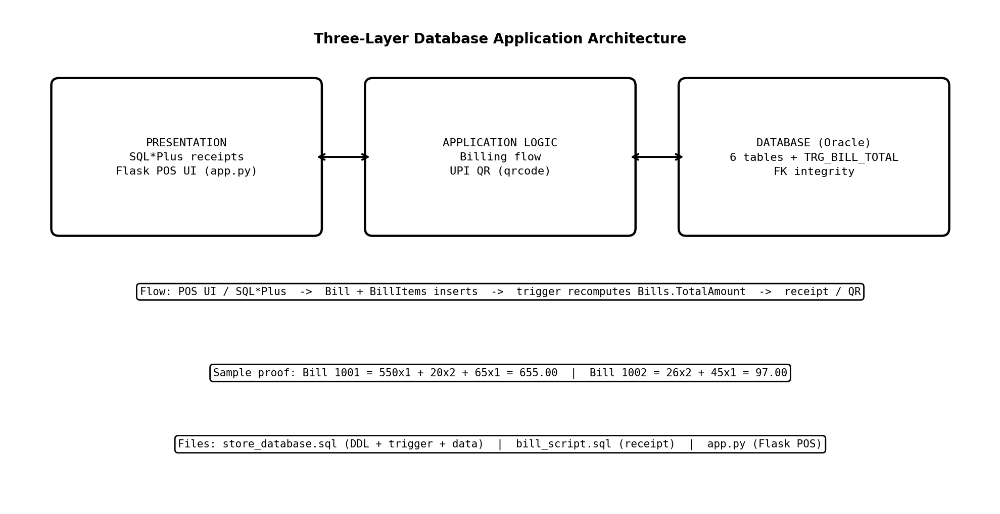 Three-Layer Database Application Architecture
PRESENTATION
SQL*Plus receipts
Flask POS UI (app.py)
APPLICATION LOGIC
Billing flow
UPI QR (qrcode)
DATABASE (Oracle)
6 tables + TRG_BILL_TOTAL
FK integrity
Flow: POS UI / SQL*Plus  ->  Bill + BillItems inserts  ->  trigger recomputes Bills.TotalAmount  ->  receipt / QR
Sample proof: Bill 1001 = 550x1 + 20x2 + 65x1 = 655.00  |  Bill 1002 = 26x2 + 45x1 = 97.00
Files: store_database.sql (DDL + trigger + data)  |  bill_script.sql (receipt)  |  app.py (Flask POS)